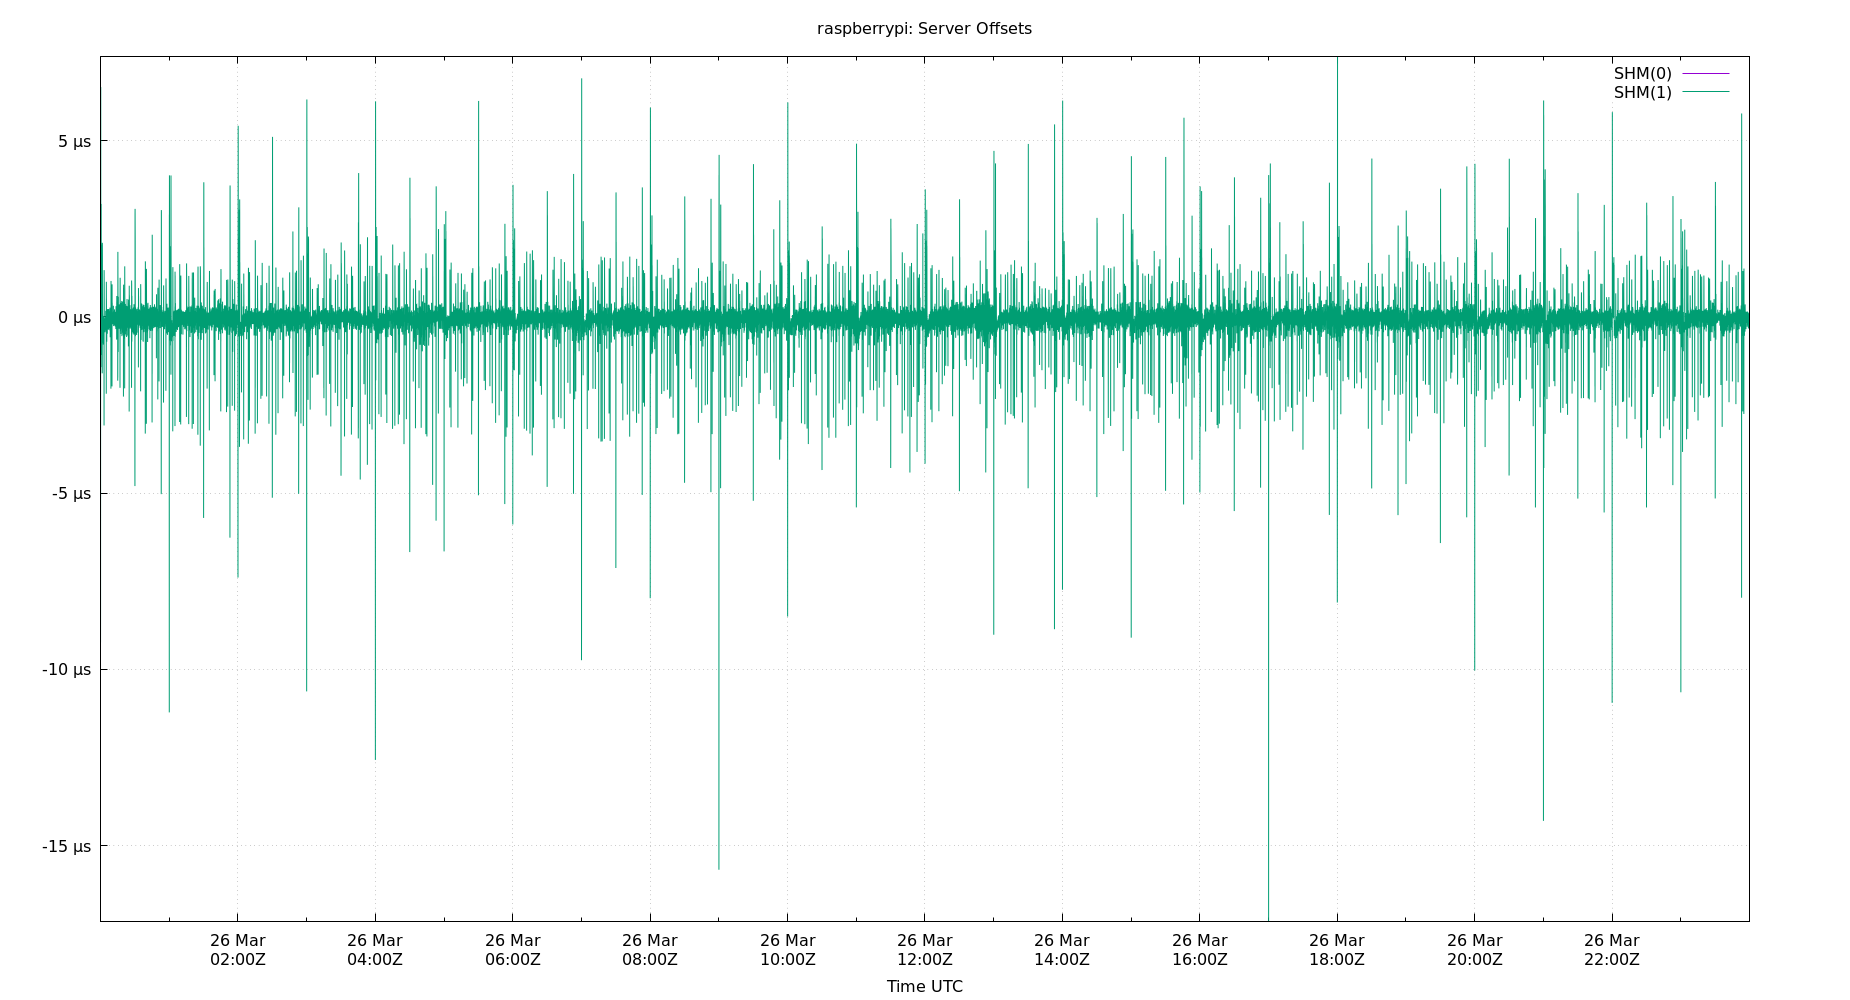 raspberrypi: Server Offsets
SHM(0)
SHM(1)
5 µs
0 µs
-5 µs
-10 µs
-15 µs
26 Mar 26 Mar 26 Mar 26 Mar 26 Mar 26 Mar 26 Mar 26 Mar 26 Mar 26 Mar 26 Mar
02:00Z 04:00Z 06:00Z 08:00Z 10:00Z 12:00Z 14:00Z 16:00Z 18:00Z 20:00Z 22:00Z
Time UTC